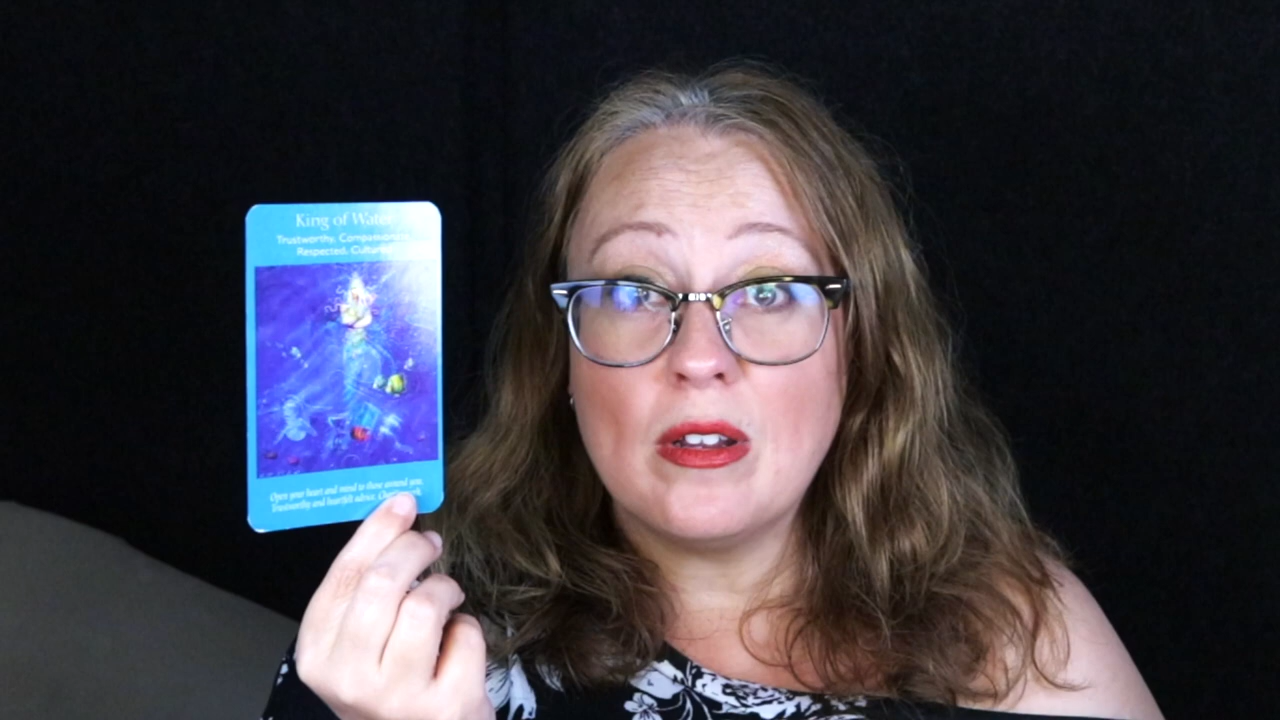 King of Water
Trustworthy, Compassionate,
Respected, Cultured
Open your heart and mind to those around you.
Trustworthy and heartfelt advice.